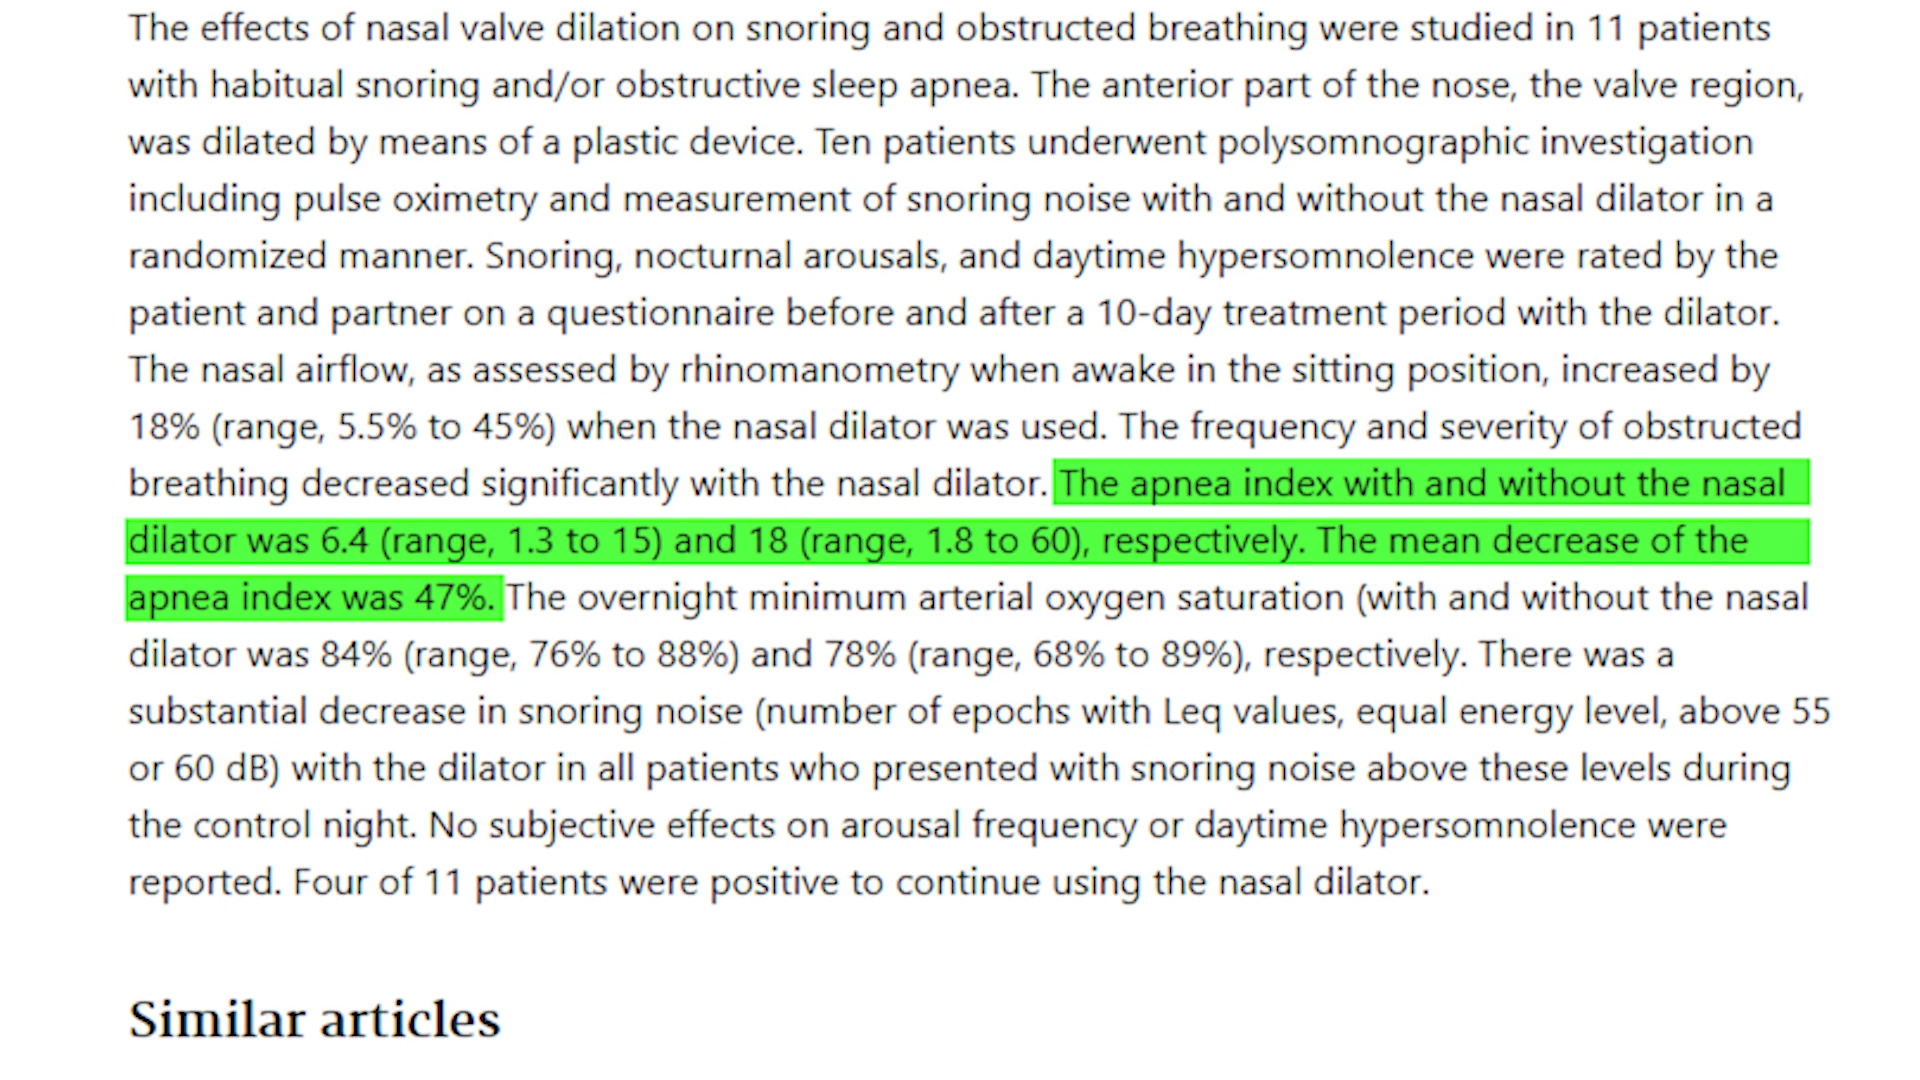 The effects of nasal valve dilation on snoring and obstructed breathing were studied in 11 patients
with habitual snoring and/or obstructive sleep apnea. The anterior part of the nose, the valve region,
was dilated by means of a plastic device. Ten patients underwent polysomnographic investigation
including pulse oximetry and measurement of snoring noise with and without the nasal dilator in a
randomized manner. Snoring, nocturnal arousals, and daytime hypersomnolence were rated by the
patient and partner on a questionnaire before and after a 10-day treatment period with the dilator.
The nasal airflow, as assessed by rhinomanometry when awake in the sitting position, increased by
18% (range, 5.5% to 45%) when the nasal dilator was used. The frequency and severity of obstructed
breathing decreased significantly with the nasal dilator. The apnea index with and without the nasal
dilator was 6.4 (range, 1.3 to 15) and 18 (range, 1.8 to 60), respectively. The mean decrease of the
apnea index was 47%. The overnight minimum arterial oxygen saturation (with and without the nasal
dilator was 84% (range, 76% to 88%) and 78% (range, 68% to 89%), respectively. There was a
substantial decrease in snoring noise (number of epochs with Leq values, equal energy level, above 55
or 60 dB) with the dilator in all patients who presented with snoring noise above these levels during
the control night. No subjective effects on arousal frequency or daytime hypersomnolence were
reported. Four of 11 patients were positive to continue using the nasal dilator.
Similar articles